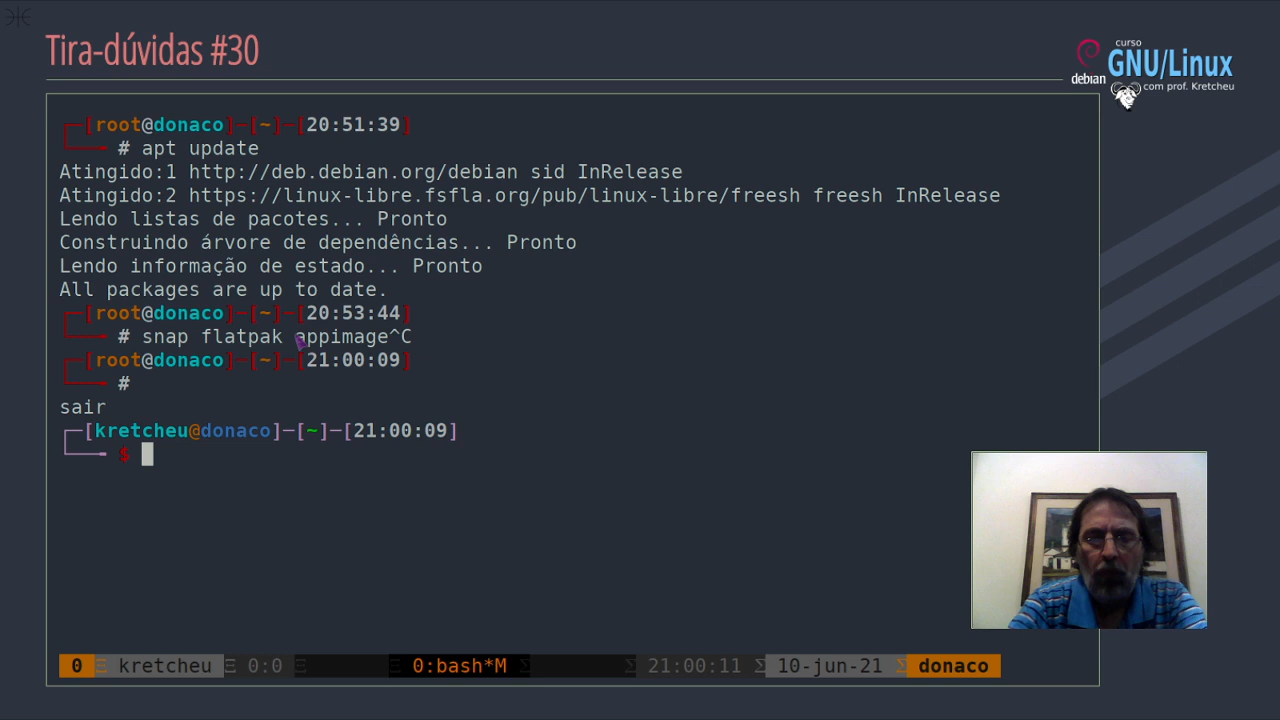 Tira-dúvidas #30
curso
GNU/Linux
debian
com prof. Kretcheu
┌─[root@donaco]─[~]─[20:51:39]
└──╼ # apt update
Atingido:1 http://deb.debian.org/debian sid InRelease
Atingido:2 https://linux-libre.fsfla.org/pub/linux-libre/freesh freesh InRelease
Lendo listas de pacotes... Pronto
Construindo árvore de dependências... Pronto
Lendo informação de estado... Pronto
All packages are up to date.
┌─[root@donaco]─[~]─[20:53:44]
└──╼ # snap flatpak appimage^C
┌─[root@donaco]─[~]─[21:00:09]
└──╼ #
sair
┌─[kretcheu@donaco]─[~]─[21:00:09]
└──╼ $
0 Ξ kretcheu Ξ 0:0 Ξ 0:bash*M Σ Σ 21:00:11 Σ 10-jun-21 Σ donaco